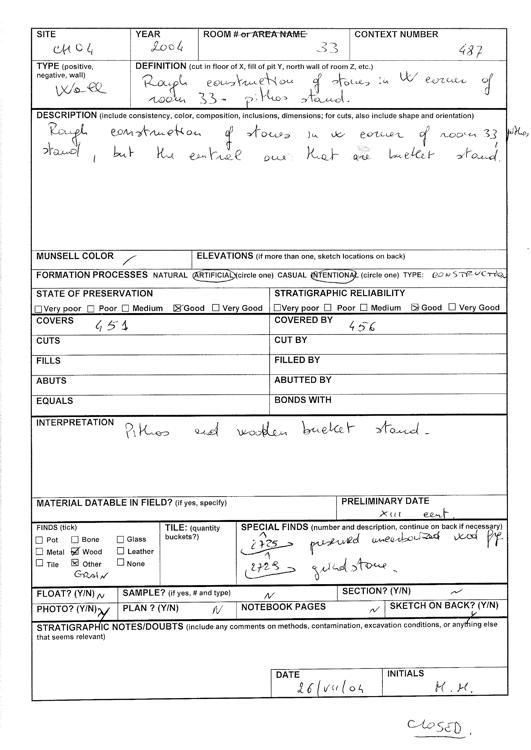 SITE YEAR ROOM # or AREA NAME CONTEXT NUMBER
CH04 2004 33 487
TYPE (positive, negative, wall) DEFINITION (cut in floor of X, fill of pit Y, north wall of room Z, etc.)
Wall Rough construction of stones in W corner of
room 33 - pithos stand.
DESCRIPTION (include consistency, color, composition, inclusions, dimensions; for cuts, also include shape and orientation)
Rough construction of stones in W corner of room 33, pithos
stand, but the central one that are bucket stand.
MUNSELL COLOR / ELEVATIONS (if more than one, sketch locations on back)
FORMATION PROCESSES NATURAL ARTIFICIAL (circle one) CASUAL INTENTIONAL (circle one) TYPE:
STATE OF PRESERVATION STRATIGRAPHIC RELIABILITY
Very poor Poor Medium Good Very Good Very poor Poor Medium Good Very Good
COVERS 451 COVERED BY 456
CUTS CUT BY
FILLS FILLED BY
ABUTS ABUTTED BY
EQUALS BONDS WITH
INTERPRETATION
Pithos and wooden bucket stand.
MATERIAL DATABLE IN FIELD? (if yes, specify) PRELIMINARY DATE
XIII cent.
FINDS (tick) TILE: (quantity buckets?) SPECIAL FINDS (number and description, continue on back if necessary)
Pot Bone Glass
Metal Wood Leather
Tile Other None
GRAIN
i725 preserved uncarbonized wood
i729 grindstone.
FLOAT? (Y/N) N SAMPLE? (if yes, # and type) N SECTION? (Y/N)
PHOTO? (Y/N) Y PLAN ? (Y/N) N NOTEBOOK PAGES N SKETCH ON BACK? (Y/N)
STRATIGRAPHIC NOTES/DOUBTS (include any comments on methods, contamination, excavation conditions, or anything else
that seems relevant)
DATE INITIALS
26/VII/04 M.M.
CLOSED.